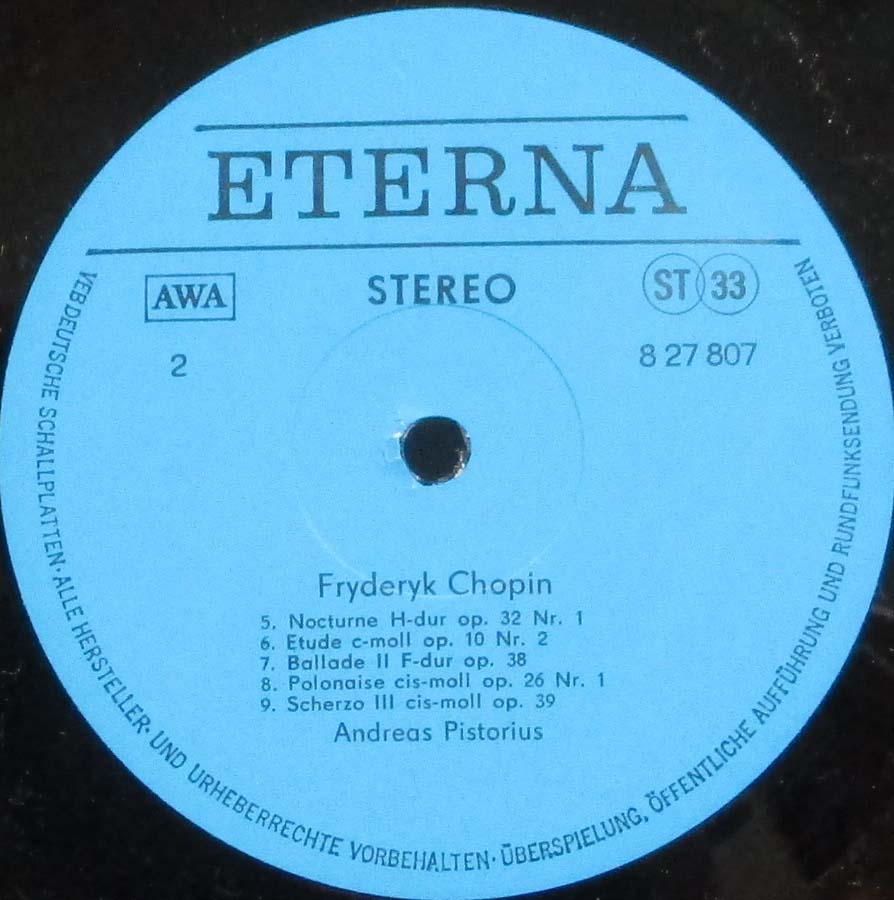 ETERNA
AWA
STEREO
ST 33
2
8 27 807
Fryderyk Chopin
5. Nocturne H-dur op. 32 Nr. 1
6. Etude c-moll op. 10 Nr. 2
7. Ballade II F-dur op. 38
8. Polonaise cis-moll op. 26 Nr. 1
9. Scherzo III cis-moll op. 39
Andreas Pistorius
VEB DEUTSCHE SCHALLPLATTEN · ALLE HERSTELLER- UND URHEBERRECHTE VORBEHALTEN · ÜBERSPIELUNG, ÖFFENTLICHE AUFFÜHRUNG UND RUNDFUNKSENDUNG VERBOTEN